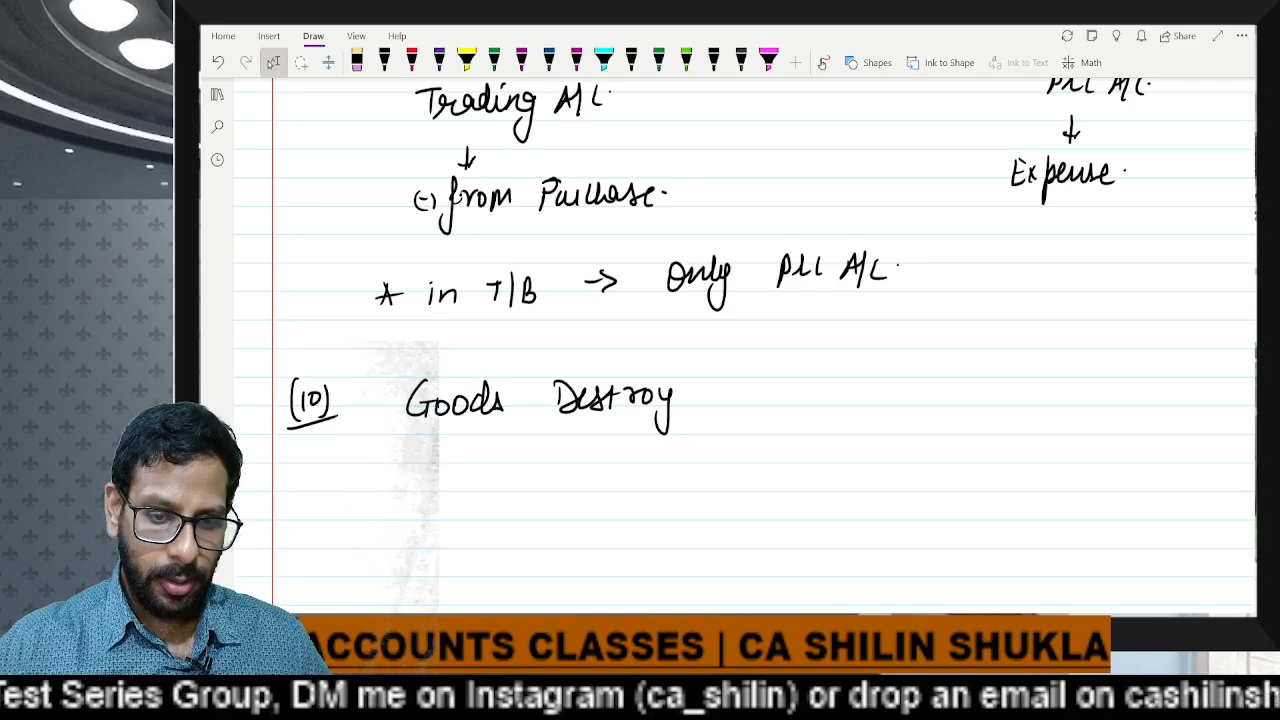 Home Insert Draw View Help Share
Shapes Ink to Shape Ink to Text Math
Trading A/C. P&L A/C.
Expense.
(-) from Purchase.
in T/B → Only P&L A/C.
(10) Goods Destroy
ACCOUNTS CLASSES | CA SHILIN SHUKLA
Test Series Group, DM me on Instagram (ca_shilin) or drop an email on cashilinsh